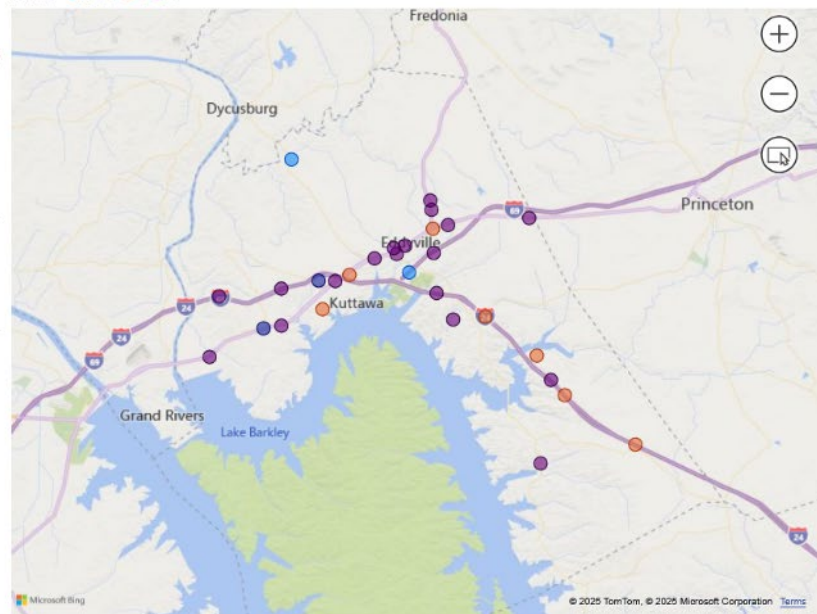 Fredonia
Dycusburg
69
Princeton
Eddyville
24
Kuttawa
24
69
Grand Rivers
Lake Barkley
24
Microsoft Bing
© 2025 TomTom, © 2025 Microsoft Corporation Terms